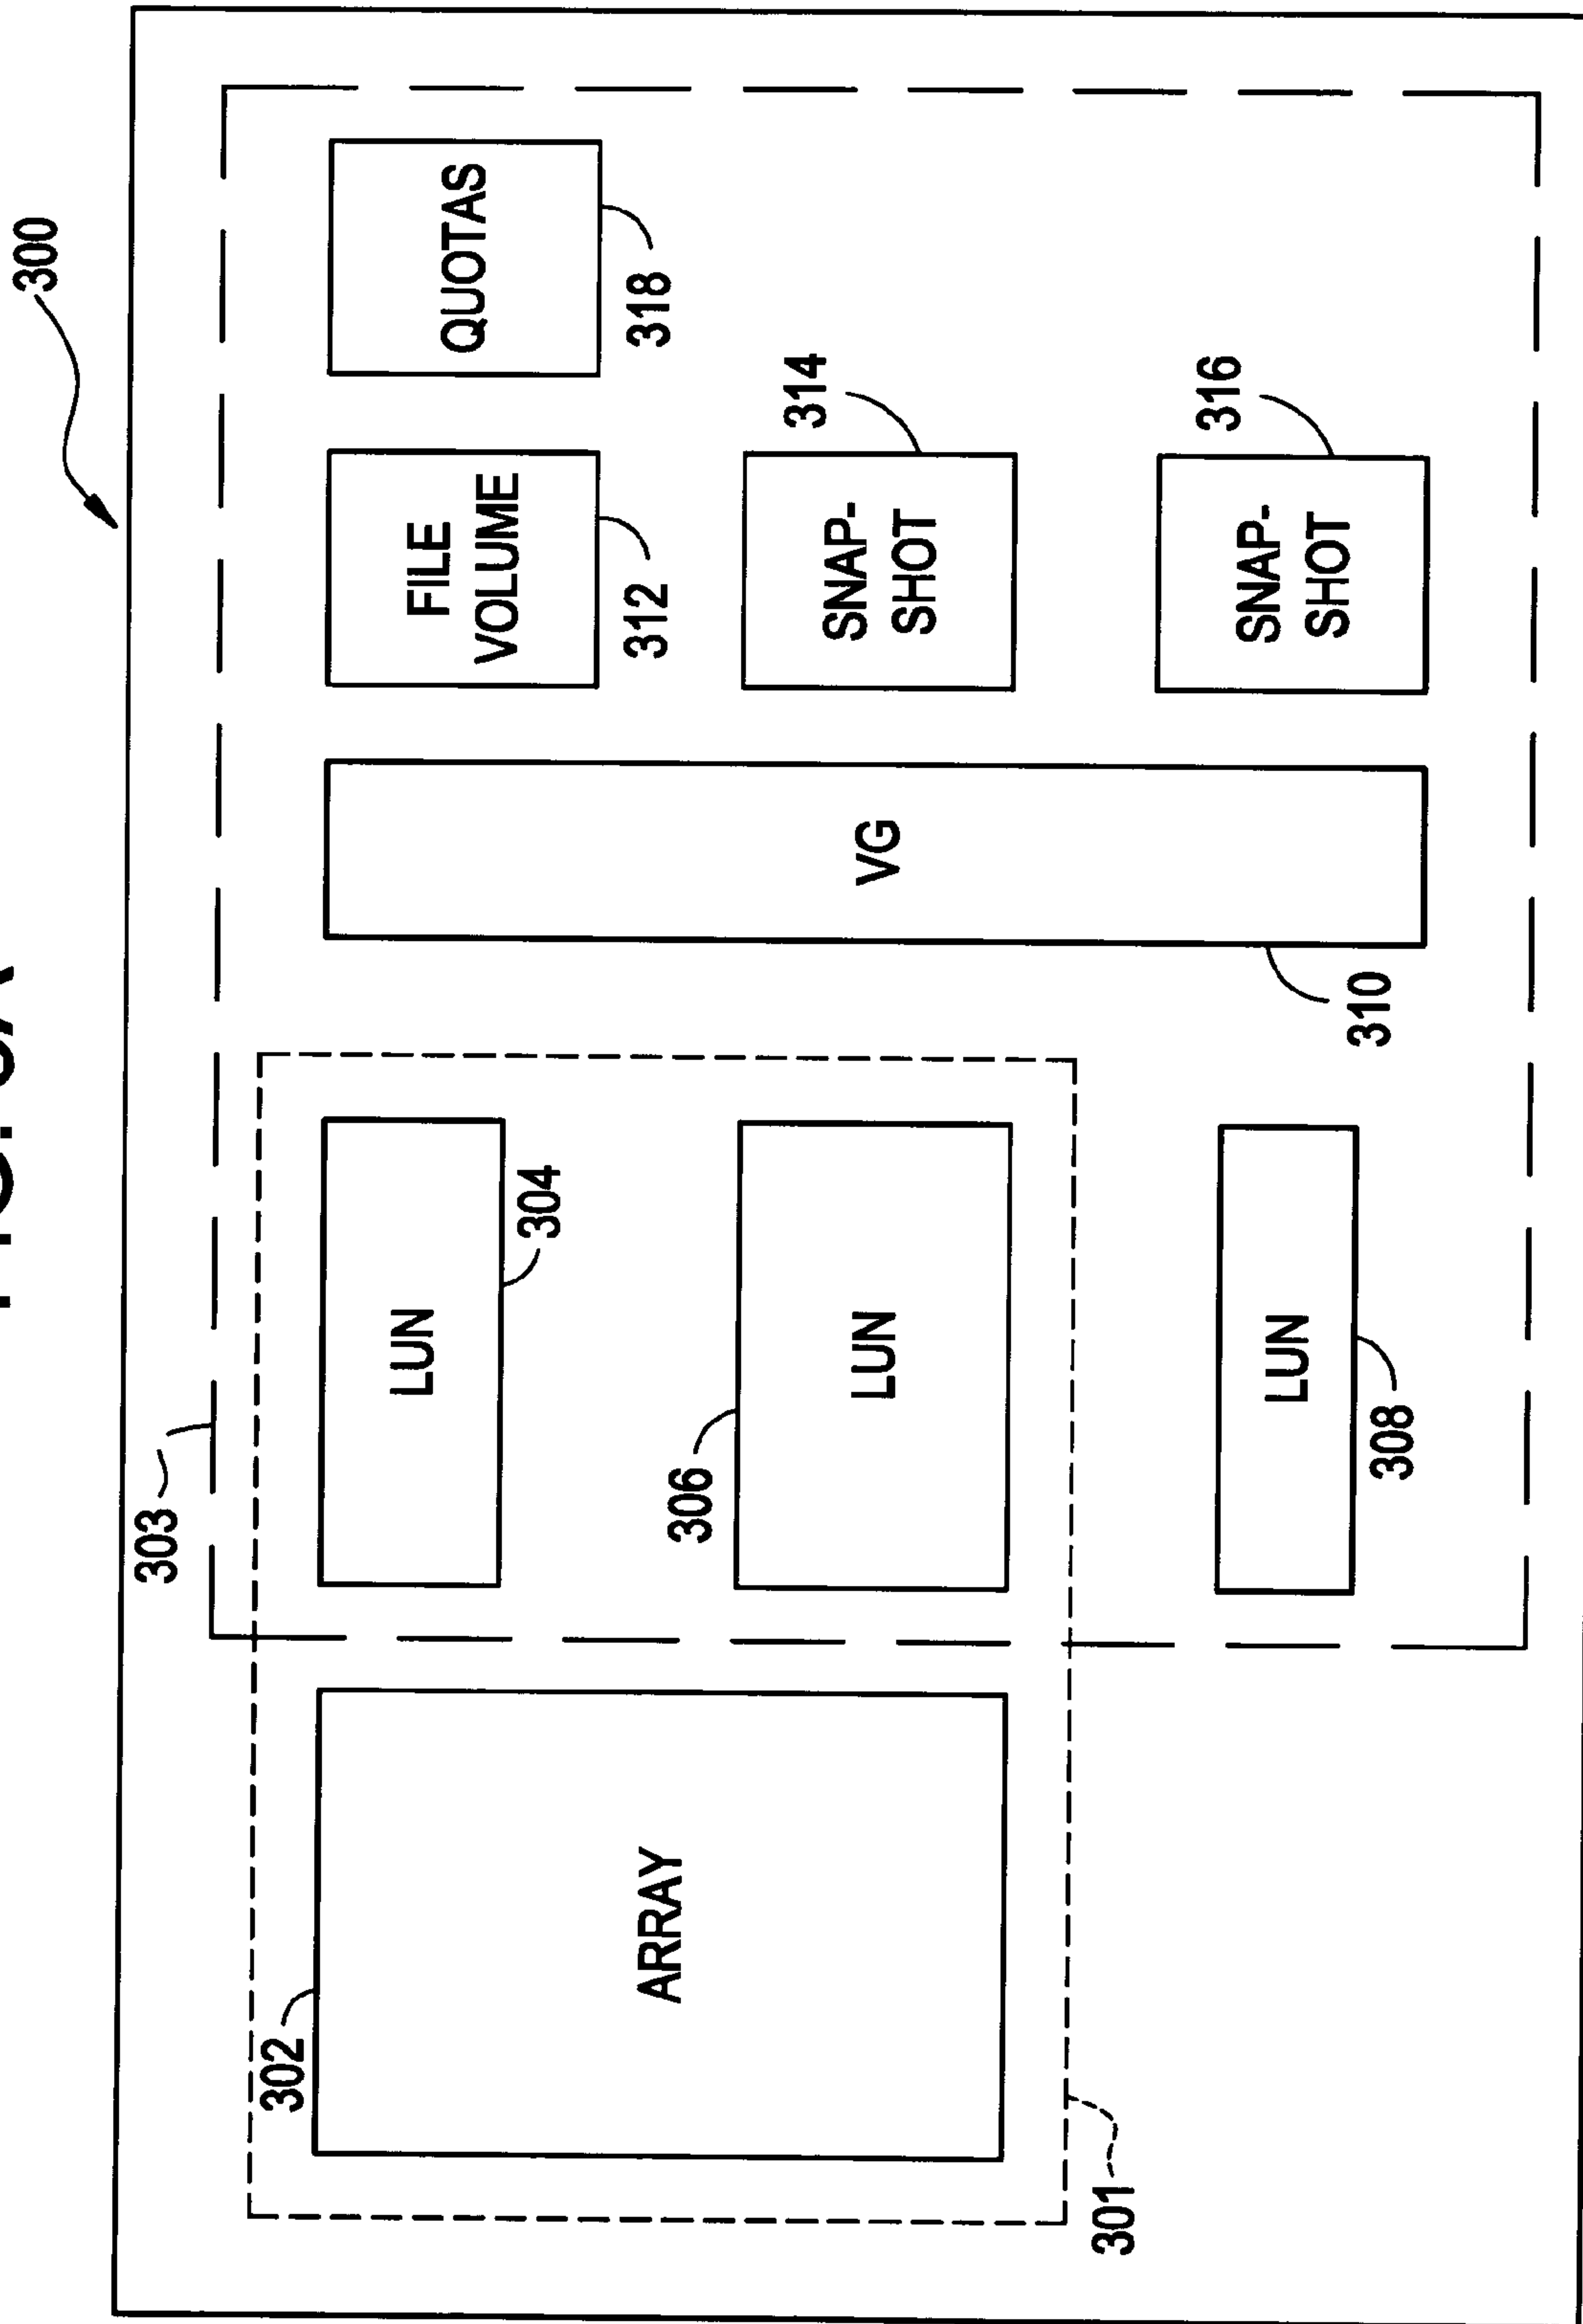 300
303
302
LUN
FILE
VOLUME
QUOTAS
304
312
318
ARRAY
306
314
LUN
VG
SNAP-
SHOT
301
316
LUN
SNAP-
SHOT
308
310